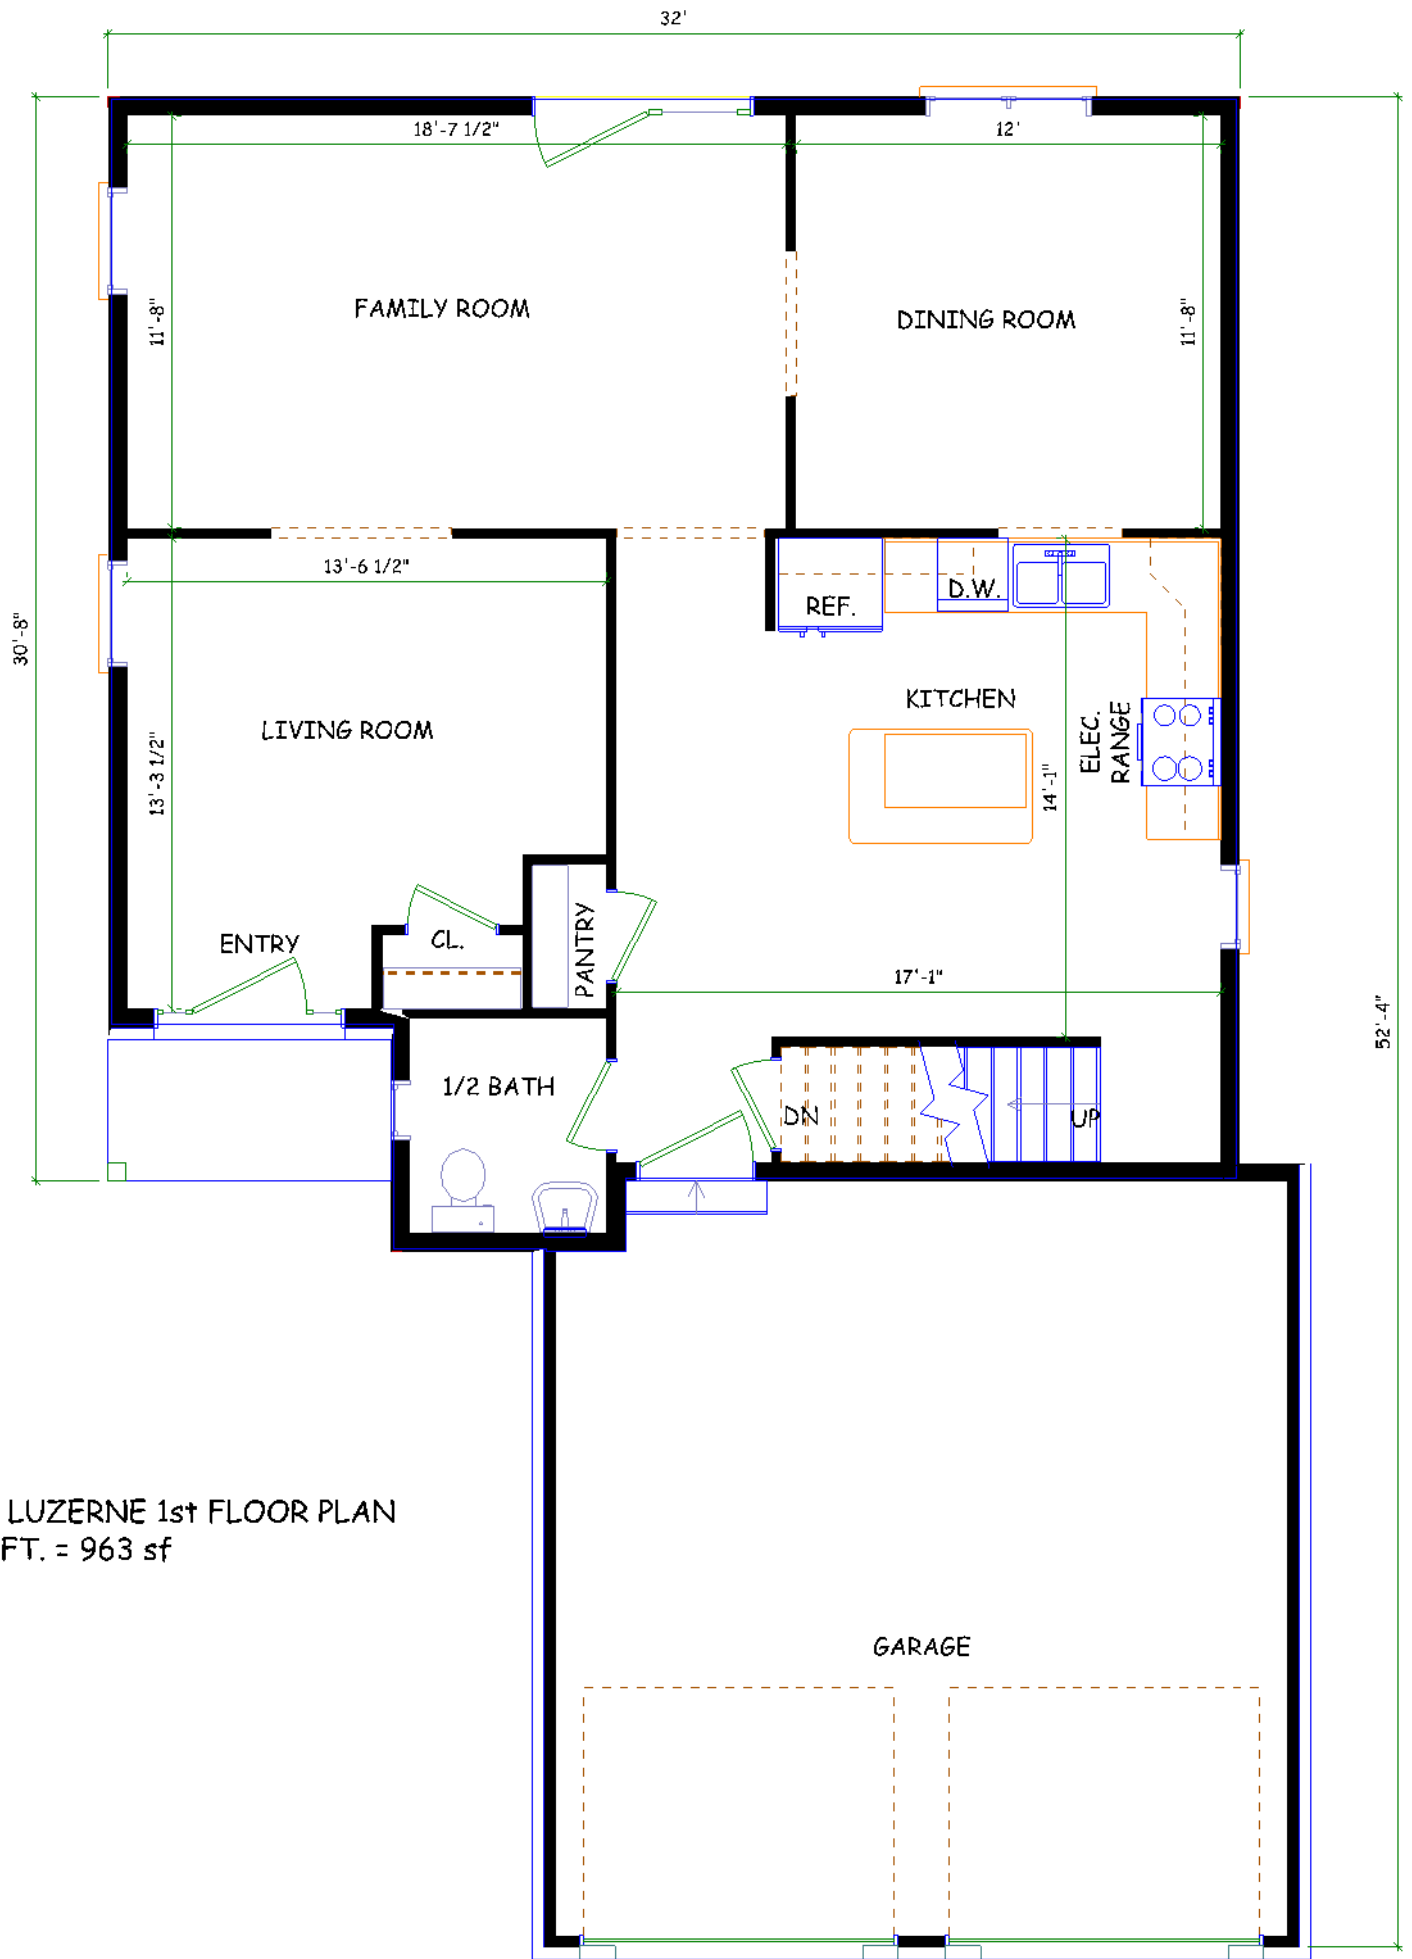 32'
18'-7 1/2"
12'
FAMILY ROOM
DINING ROOM
11'-8"
11'-8"
13'-6 1/2"
30'-8"
REF.
D.W.
KITCHEN
ELEC.
RANGE
LIVING ROOM
13'-3 1/2"
14'-1"
ENTRY
CL.
PANTRY
17'-1"
52'-4"
1/2 BATH
DN
UP
LUZERNE 1st FLOOR PLAN
FT. = 963 sf
GARAGE